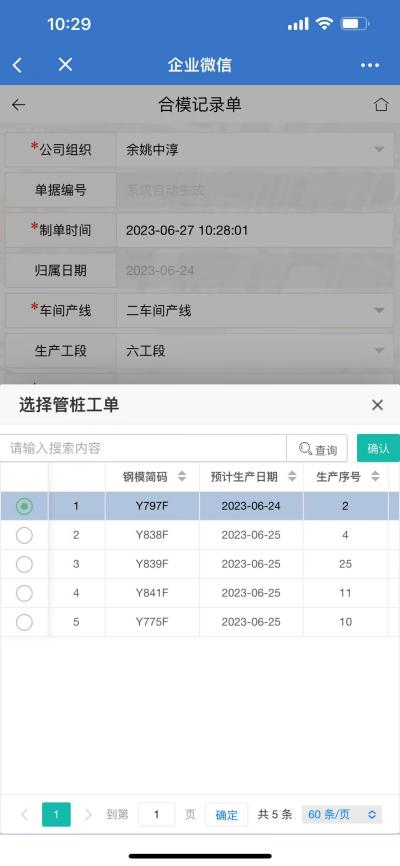 10:29
企业微信
合模记录单
*公司组织 余姚中淳
单据编号 系统自动生成
*制单时间 2023-06-27 10:28:01
归属日期 2023-06-24
*车间产线 二车间产线
生产工段 六工段
选择管桩工单
请输入搜索内容 查询 确认
钢模简码 预计生产日期 生产序号
1 Y797F 2023-06-24 2
2 Y838F 2023-06-25 4
3 Y839F 2023-06-25 25
4 Y841F 2023-06-25 11
5 Y775F 2023-06-25 10
1 到第 1 页 确定 共 5 条 60 条/页